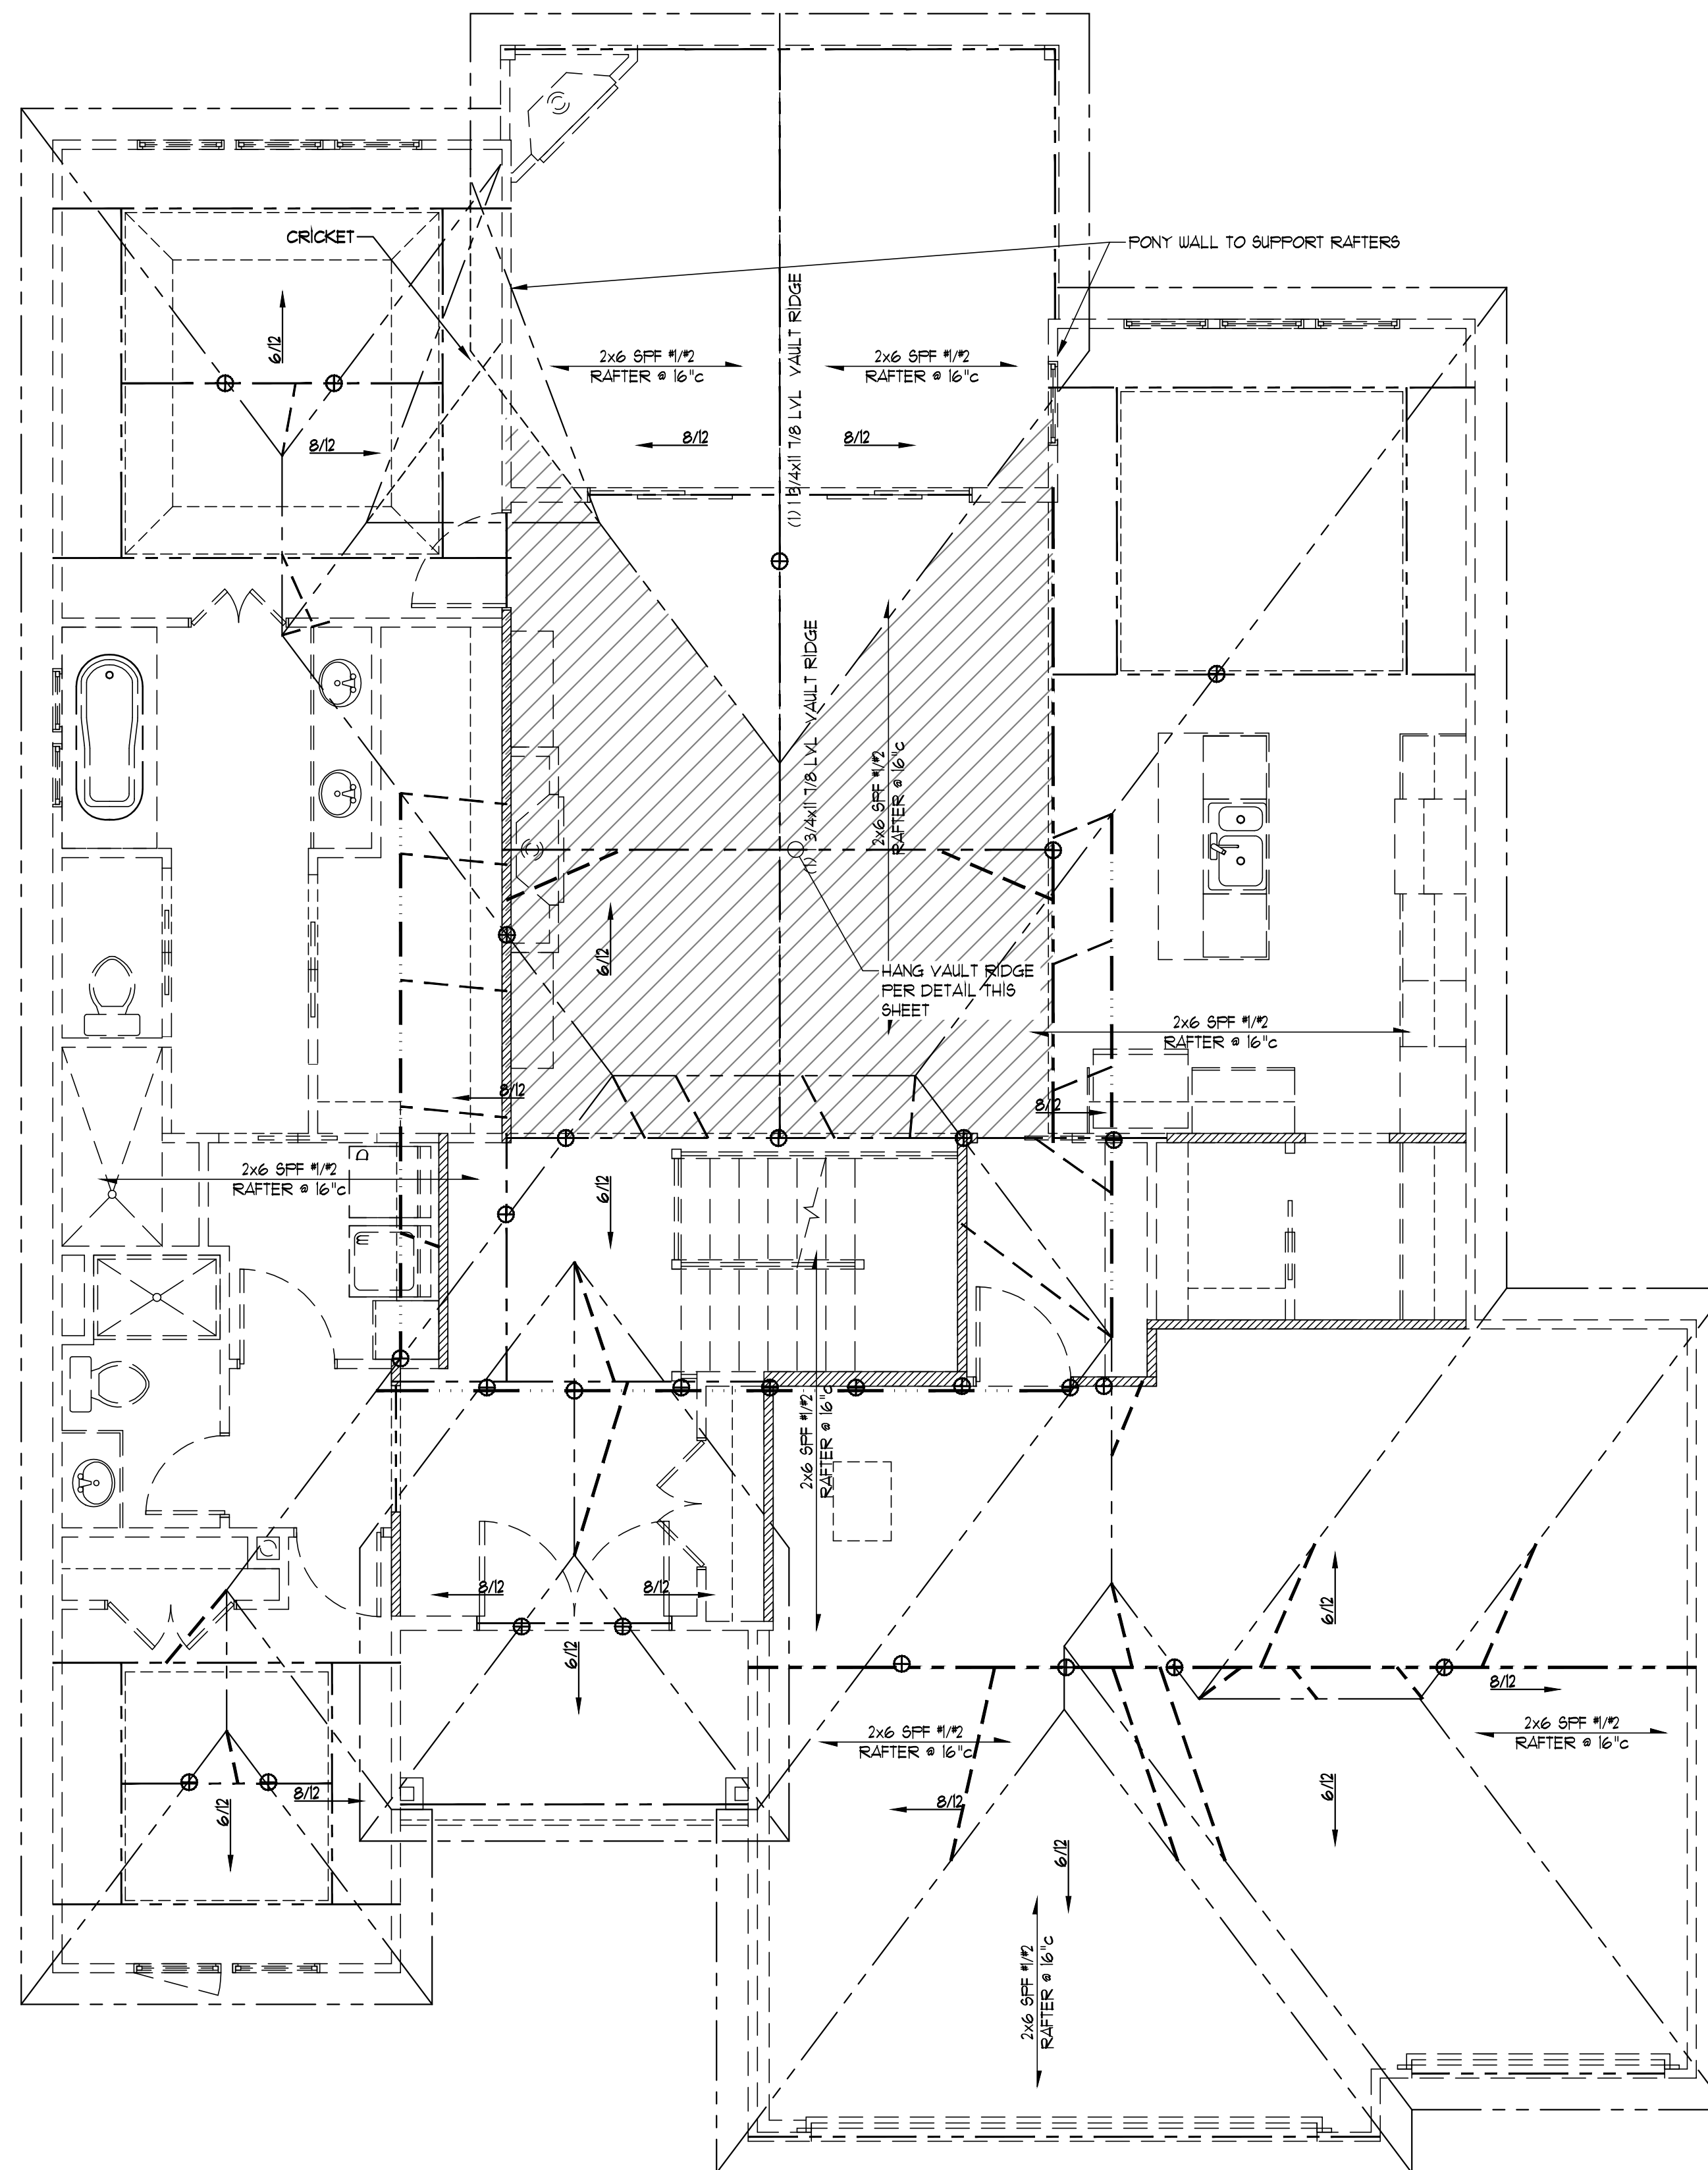 CRICKET
PONY WALL TO SUPPORT RAFTERS
6/12
2x6 SPF #1/#2
RAFTER @ 16"c
2x6 SPF #1/#2
RAFTER @ 16"c
(1) 1 3/4x11 7/8 LVL VAULT RIDGE
8/12
8/12
8/12
(1) 1 3/4x11 7/8 LVL VAULT RIDGE
2x6 SPF #1/#2
RAFTER @ 16"c
6/12
HANG VAULT RIDGE
PER DETAIL THIS
SHEET
2x6 SPF #1/#2
RAFTER @ 16"c
8/12
8/12
D
2x6 SPF #1/#2
RAFTER @ 16"c
6/12
W
2x6 SPF #1/#2
RAFTER @ 16"c
8/12
8/12
6/12
6/12
8/12
2x6 SPF #1/#2
RAFTER @ 16"c
2x6 SPF #1/#2
RAFTER @ 16"c
8/12
6/12
8/12
6/12
6/12
2x6 SPF #1/#2
RAFTER @ 16"c